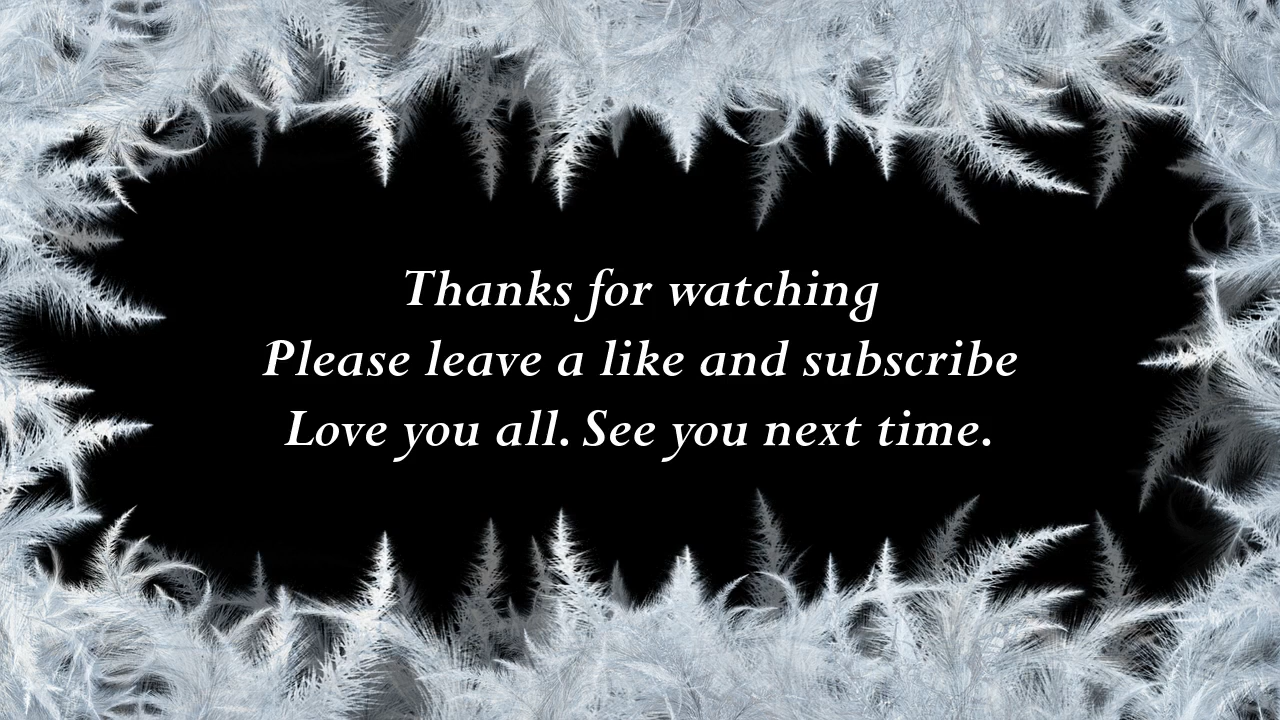 Thanks for watching
Please leave a like and subscribe
Love you all. See you next time.